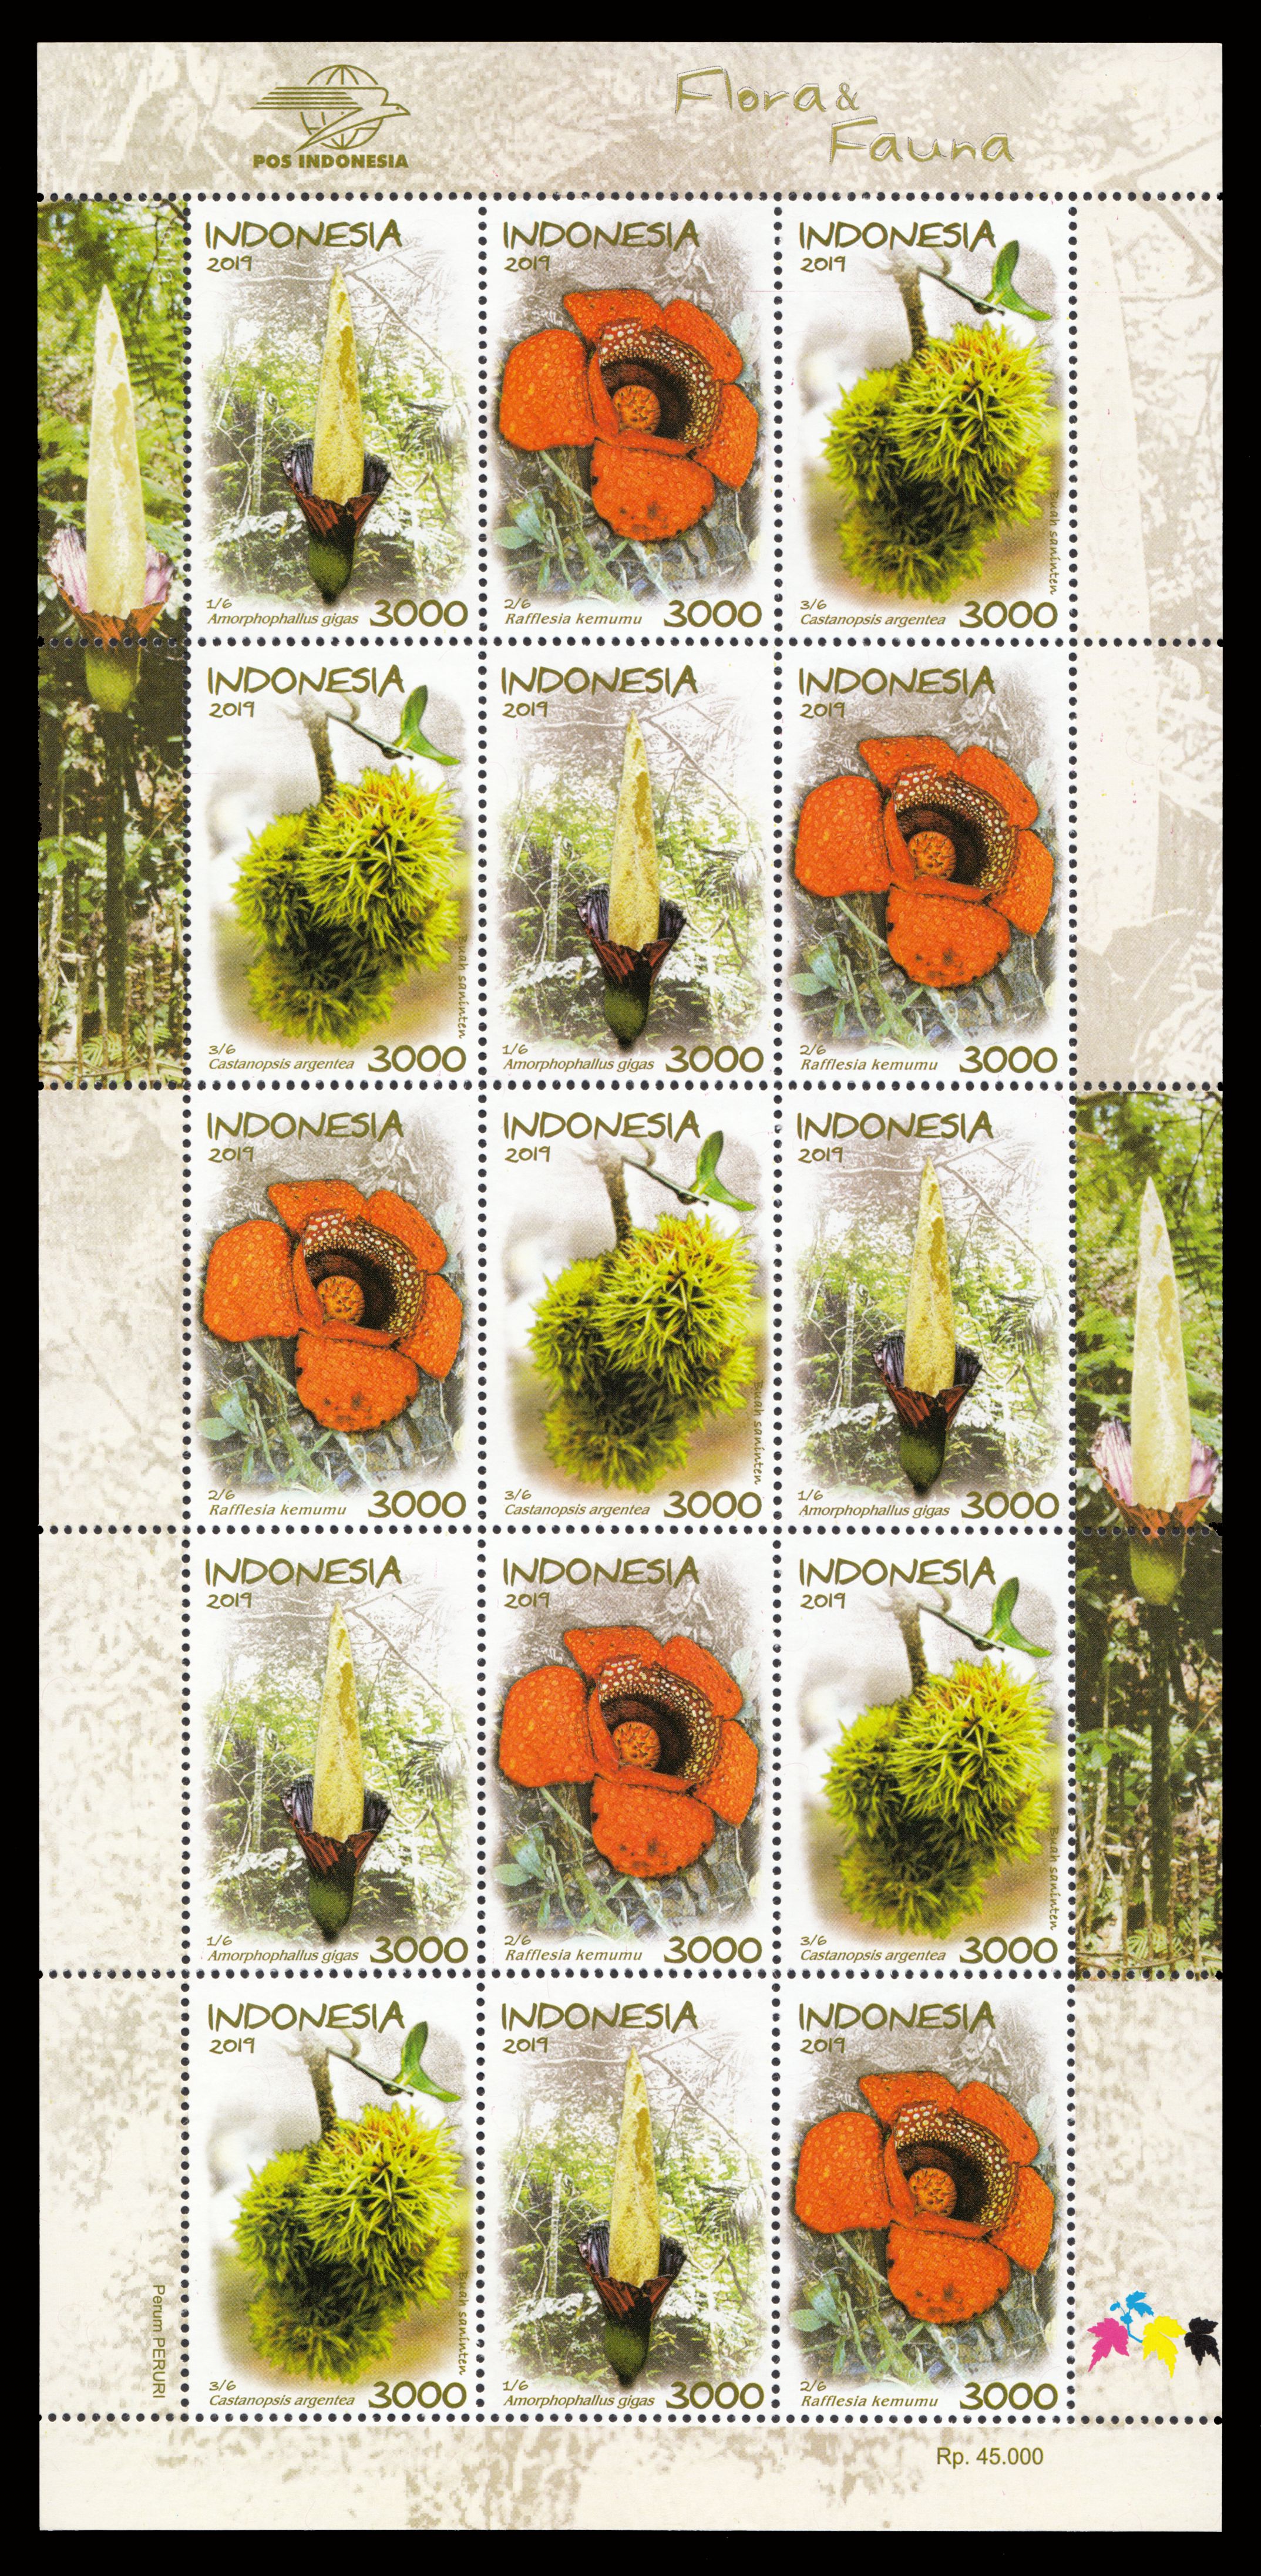 POS INDONESIA
Flora &
Fauna
INDONESIA
2019
1/6
Amorphophallus gigas 3000
INDONESIA
2019
2/6
Rafflesia kemumu 3000
INDONESIA
2019
Buah saninten
3/6
Castanopsis argentea 3000
INDONESIA
2019
Buah saninten
3/6
Castanopsis argentea 3000
INDONESIA
2019
1/6
Amorphophallus gigas 3000
INDONESIA
2019
2/6
Rafflesia kemumu 3000
INDONESIA
2019
2/6
Rafflesia kemumu 3000
INDONESIA
2019
Buah saninten
3/6
Castanopsis argentea 3000
INDONESIA
2019
1/6
Amorphophallus gigas 3000
INDONESIA
2019
1/6
Amorphophallus gigas 3000
INDONESIA
2019
2/6
Rafflesia kemumu 3000
INDONESIA
2019
Buah saninten
3/6
Castanopsis argentea 3000
INDONESIA
2019
Buah saninten
3/6
Castanopsis argentea 3000
INDONESIA
2019
1/6
Amorphophallus gigas 3000
INDONESIA
2019
2/6
Rafflesia kemumu 3000
Perum PERURI
Rp. 45.000